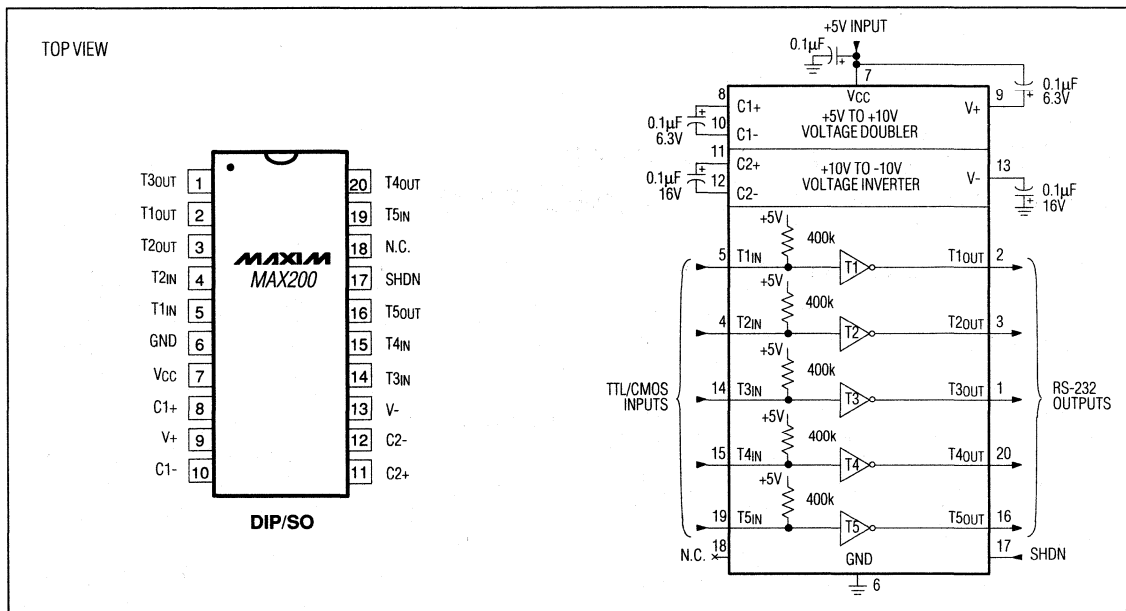 TOP VIEW
T3OUT 1
T1OUT 2
T2OUT 3
T2IN 4
T1IN 5
GND 6
VCC 7
C1+ 8
V+ 9
C1- 10
MAXIM
MAX200
20 T4OUT
19 T5IN
18 N.C.
17 SHDN
16 T5OUT
15 T4IN
14 T3IN
13 V-
12 C2-
11 C2+
DIP/SO
+5V INPUT
0.1µF
+
7
VCC
0.1µF
6.3V
+
8 C1+
10 C1-
0.1µF
6.3V
+
+5V TO +10V
VOLTAGE DOUBLER
V+ 9
11 C2+
12 C2-
0.1µF
16V
+
+10V TO -10V
VOLTAGE INVERTER
V- 13
0.1µF
16V
+
+5V
400k
5 T1IN T1 T1OUT 2
+5V
400k
4 T2IN T2 T2OUT 3
+5V
400k
14 T3IN T3 T3OUT 1
+5V
400k
15 T4IN T4 T4OUT 20
+5V
400k
19 T5IN T5 T5OUT 16
TTL/CMOS
INPUTS
RS-232
OUTPUTS
N.C. 18
GND
6
17 SHDN